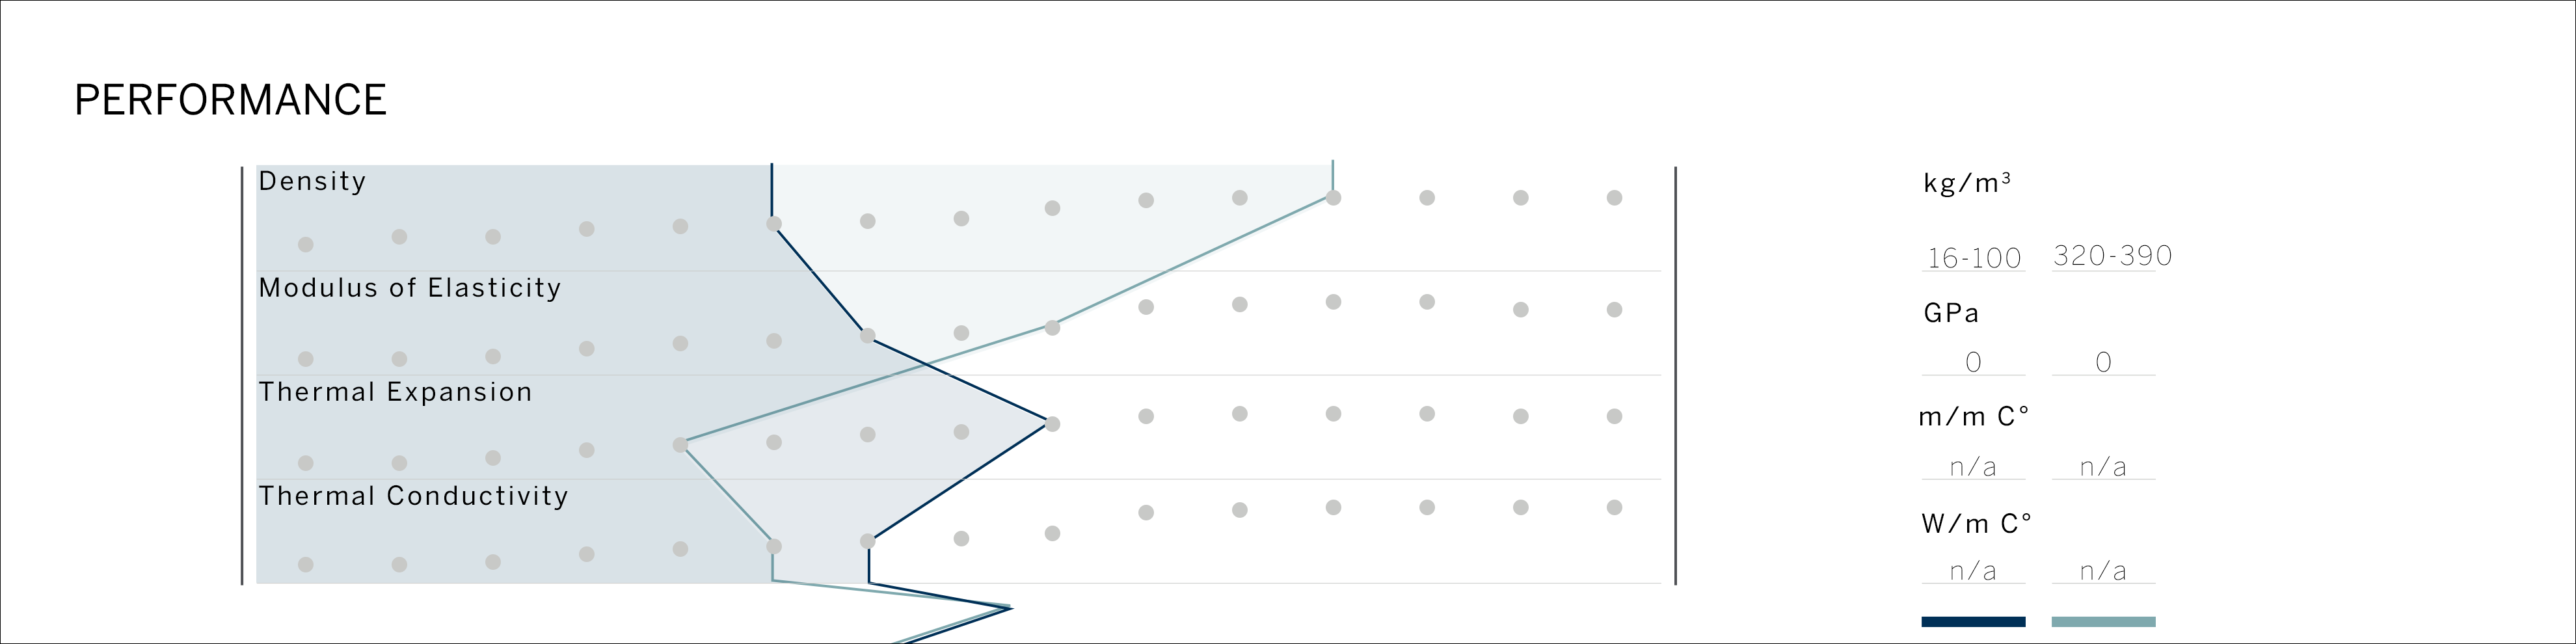 PERFORMANCE
Density
kg/m³
16-100 320-390
Modulus of Elasticity
GPa
0 0
Thermal Expansion
m/m C°
n/a n/a
Thermal Conductivity
W/m C°
n/a n/a